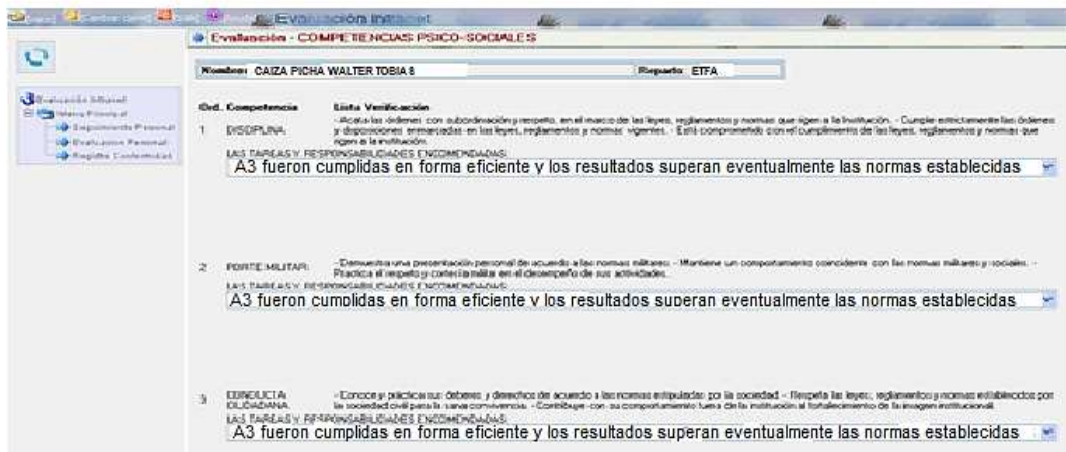 Evaluación Intranet
Evaluación - COMPETENCIAS PSICO-SOCIALES
Nombre: CAIZA PICHA WALTER TOBIAS Reparto: ETFA
Evaluación Intranet
Menú Principal
Seguimiento Personal
Evaluación Personal
Registro Conformidad
Ord. Competencia Lista Verificación
-Acata las órdenes con subordinación y respeto, en el marco de las leyes, reglamentos y normas que rigen a la Institución. - Cumple estrictamente las órdenes
1 DISCIPLINA: y disposiciones enmarcadas en las leyes, reglamentos y normas vigentes. - Está comprometido con el cumplimiento de las leyes, reglamentos y normas que
rigen a la institución.
LAS TAREAS Y RESPONSABILIDADES ENCOMENDADAS:
A3 fueron cumplidas en forma eficiente y los resultados superan eventualmente las normas establecidas
2 PORTE MILITAR: -Demuestra una presentación personal de acuerdo a las normas militares. - Mantiene un comportamiento coincidente con las normas militares y sociales. -
Practica el respeto y cortesía militar en el desempeño de sus actividades.
LAS TAREAS Y RESPONSABILIDADES ENCOMENDADAS:
A3 fueron cumplidas en forma eficiente y los resultados superan eventualmente las normas establecidas
3 CONDUCTA -Conoce y práctica sus deberes y derechos de acuerdo a las normas estipuladas por la sociedad - Respeta las leyes, reglamentos y normas establecidos por
CIUDADANA: la sociedad civil para la sana convivencia. - Contribuye con su comportamiento fuera de la institución al fortalecimiento de la imagen institucional.
LAS TAREAS Y RESPONSABILIDADES ENCOMENDADAS:
A3 fueron cumplidas en forma eficiente y los resultados superan eventualmente las normas establecidas